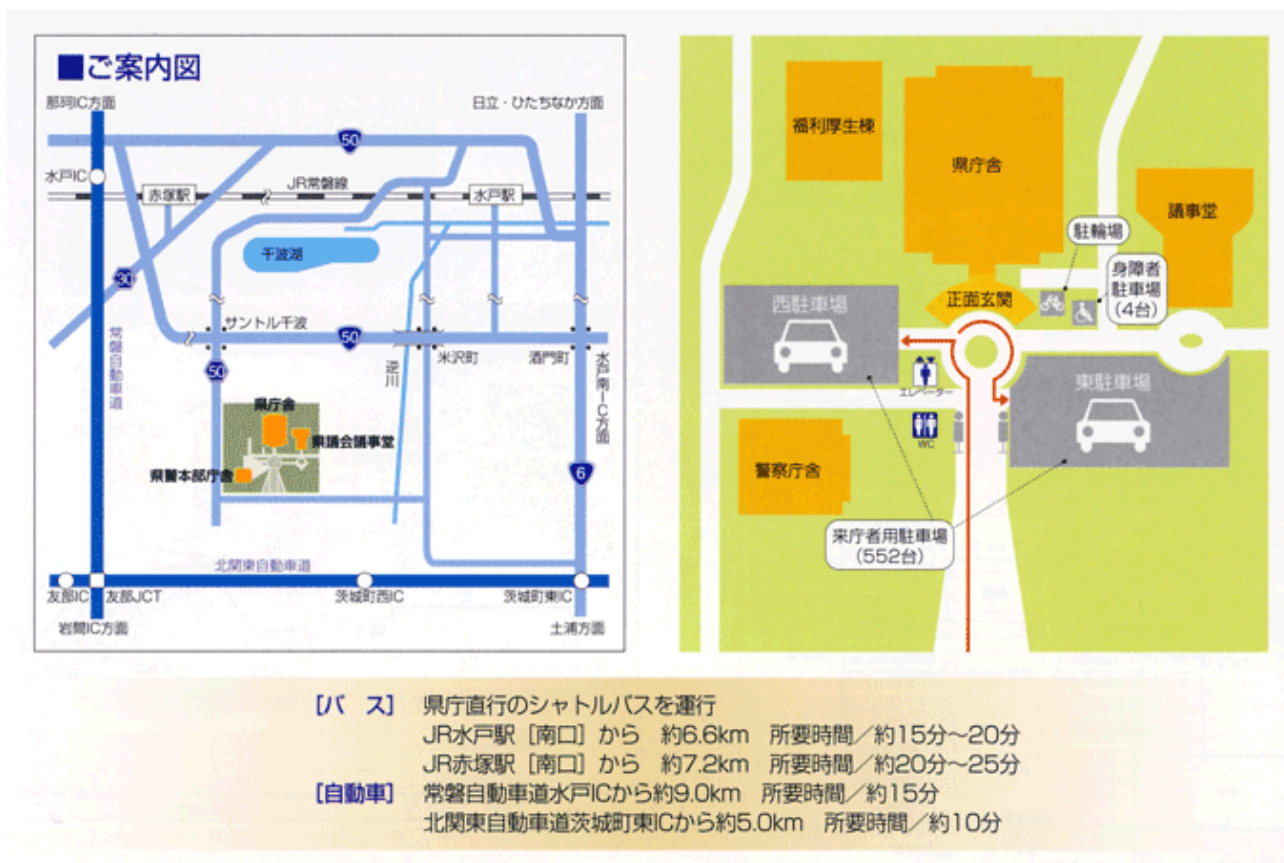 ■ご案内図
那珂IC方面
日立・ひたちなか方面
50
水戸IC
赤塚駅
JR常磐線
水戸駅
千波湖
30
サントル千波
50
米沢町
酒門町
常磐自動車道
50
逆川
水戸南IC方面
県庁舎
県議会議事堂
県警本部庁舎
6
北関東自動車道
友部IC
友部JCT
茨城町西IC
茨城町東IC
岩間IC方面
土浦方面
福利厚生棟
県庁舎
議事堂
駐輪場
身障者
駐車場
(4台)
西駐車場
正面玄関
エレベーター
東駐車場
WC
警察庁舎
来庁者用駐車場
(552台)
[バ ス] 県庁直行のシャトルバスを運行
JR水戸駅［南口］から 約6.6km 所要時間／約15分〜20分
JR赤塚駅［南口］から 約7.2km 所要時間／約20分〜25分
[自動車] 常磐自動車道水戸ICから約9.0km 所要時間／約15分
北関東自動車道茨城町東ICから約5.0km 所要時間／約10分